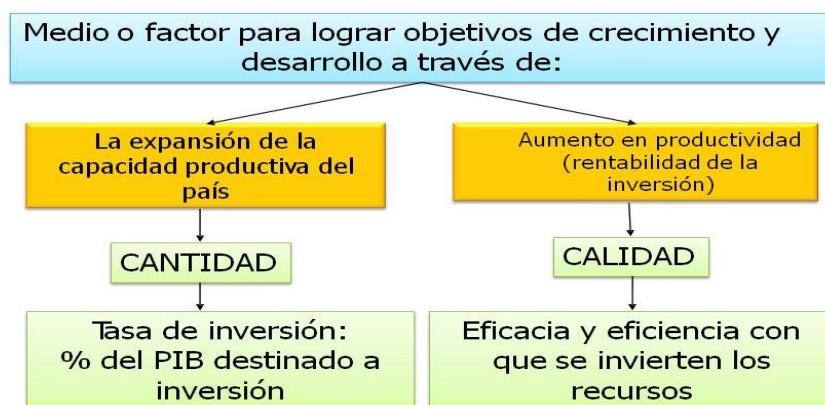 Medio o factor para lograr objetivos de crecimiento y
desarrollo a través de:
La expansión de la
capacidad productiva del
país
Aumento en productividad
(rentabilidad de la
inversión)
CANTIDAD
CALIDAD
Tasa de inversión:
% del PIB destinado a
inversión
Eficacia y eficiencia con
que se invierten los
recursos